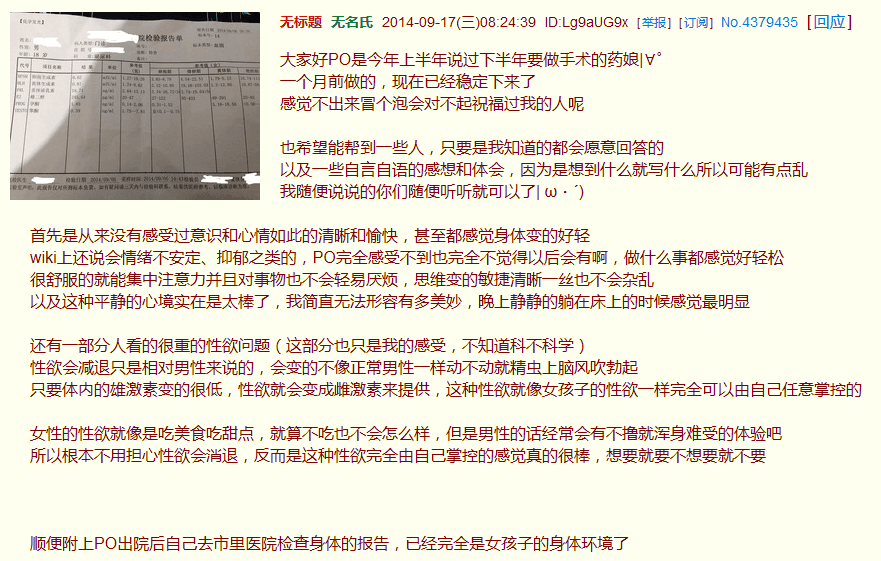 无标题 无名氏 2014-09-17(三)08:24:39 ID:Lg9aUG9x [举报] [订阅] No.4379435 [回应]
大家好PO是今年上半年说过下半年要做手术的药娘|∀ﾟ
一个月前做的，现在已经稳定下来了
感觉不出来冒个泡会对不起祝福过我的人呢
也希望能帮到一些人，只要是我知道的都会愿意回答的
以及一些自言自语的感想和体会，因为是想到什么就写什么所以可能有点乱
我随便说说的你们随便听听就可以了| ω・´)
首先是从来没有感受过意识和心情如此的清晰和愉快，甚至都感觉身体变的好轻
wiki上还说会情绪不安定、抑郁之类的，PO完全感受不到也完全不觉得以后会有啊，做什么事都感觉好轻松
很舒服的就能集中注意力并且对事物也不会轻易厌烦，思维变的敏捷清晰一丝也不会杂乱
以及这种平静的心境实在是太棒了，我简直无法形容有多美妙，晚上静静的躺在床上的时候感觉最明显
还有一部分人看的很重的性欲问题（这部分也只是我的感受，不知道科不科学）
性欲会减退只是相对男性来说的，会变的不像正常男性一样动不动就精虫上脑风吹勃起
只要体内的雄激素变的很低，性欲就会变成雌激素来提供，这种性欲就像女孩子的性欲一样完全可以由自己任意掌控的
女性的性欲就像是吃美食吃甜点，就算不吃也不会怎么样，但是男性的话经常会有不撸就浑身难受的体验吧
所以根本不用担心性欲会消退，反而是这种性欲完全由自己掌控的感觉真的很棒，想要就要不想要就不要
顺便附上PO出院后自己去市里医院检查身体的报告，已经完全是女孩子的身体环境了
院检验报告单